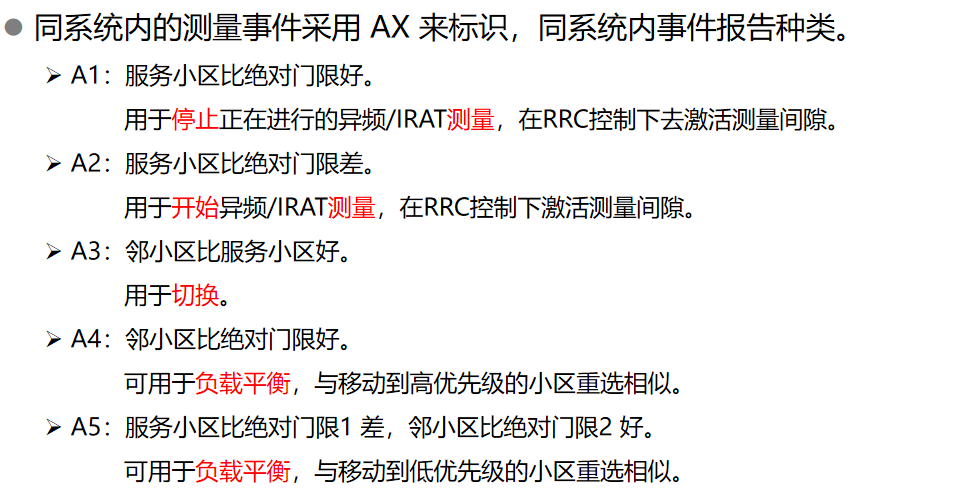 同系统内的测量事件采用 AX 来标识，同系统内事件报告种类。
A1：服务小区比绝对门限好。
用于停止正在进行的异频/IRAT测量，在RRC控制下去激活测量间隙。
A2：服务小区比绝对门限差。
用于开始异频/IRAT测量，在RRC控制下激活测量间隙。
A3：邻小区比服务小区好。
用于切换。
A4：邻小区比绝对门限好。
可用于负载平衡，与移动到高优先级的小区重选相似。
A5：服务小区比绝对门限1 差，邻小区比绝对门限2 好。
可用于负载平衡，与移动到低优先级的小区重选相似。